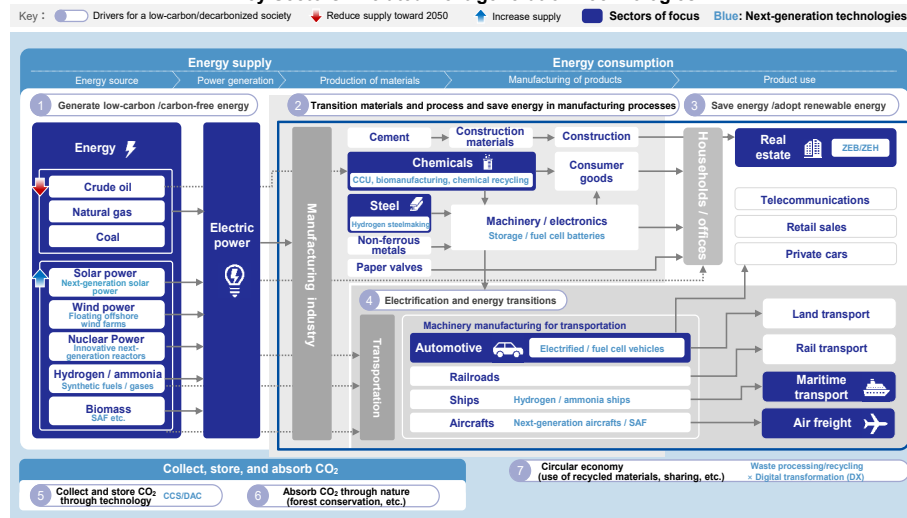 Key :
Drivers for a low-carbon/decarbonized society
Reduce supply toward 2050
Increase supply
Sectors of focus
Blue: Next-generation technologies
Energy supply
Energy consumption
Energy source
Power generation
Production of materials
Manufacturing of products
Product use
1 Generate low-carbon /carbon-free energy
2 Transition materials and process and save energy in manufacturing processes
3 Save energy /adopt renewable energy
Energy
Crude oil
Natural gas
Coal
Solar power
Next-generation solar
power
Wind power
Floating offshore
wind farms
Nuclear Power
Innovative next-
generation reactors
Hydrogen / ammonia
Synthetic fuels / gases
Biomass
SAF etc.
Electric
power
Manufacturing industry
Cement
Construction
materials
Construction
Chemicals
CCU, biomanufacturing, chemical recycling
Consumer
goods
Steel
Hydrogen steelmaking
Machinery / electronics
Storage / fuel cell batteries
Non-ferrous
metals
Paper valves
Households / offices
Real
estate
ZEB/ZEH
Telecommunications
Retail sales
Private cars
4 Electrification and energy transitions
Transportation
Machinery manufacturing for transportation
Automotive
Electrified / fuel cell vehicles
Railroads
Ships
Hydrogen / ammonia ships
Aircrafts
Next-generation aircrafts / SAF
Land transport
Rail transport
Maritime
transport
Air freight
Collect, store, and absorb CO₂
5 Collect and store CO₂
through technology
CCS/DAC
6 Absorb CO₂ through nature
(forest conservation, etc.)
7 Circular economy
(use of recycled materials, sharing, etc.)
Waste processing/recycling
× Digital transformation (DX)